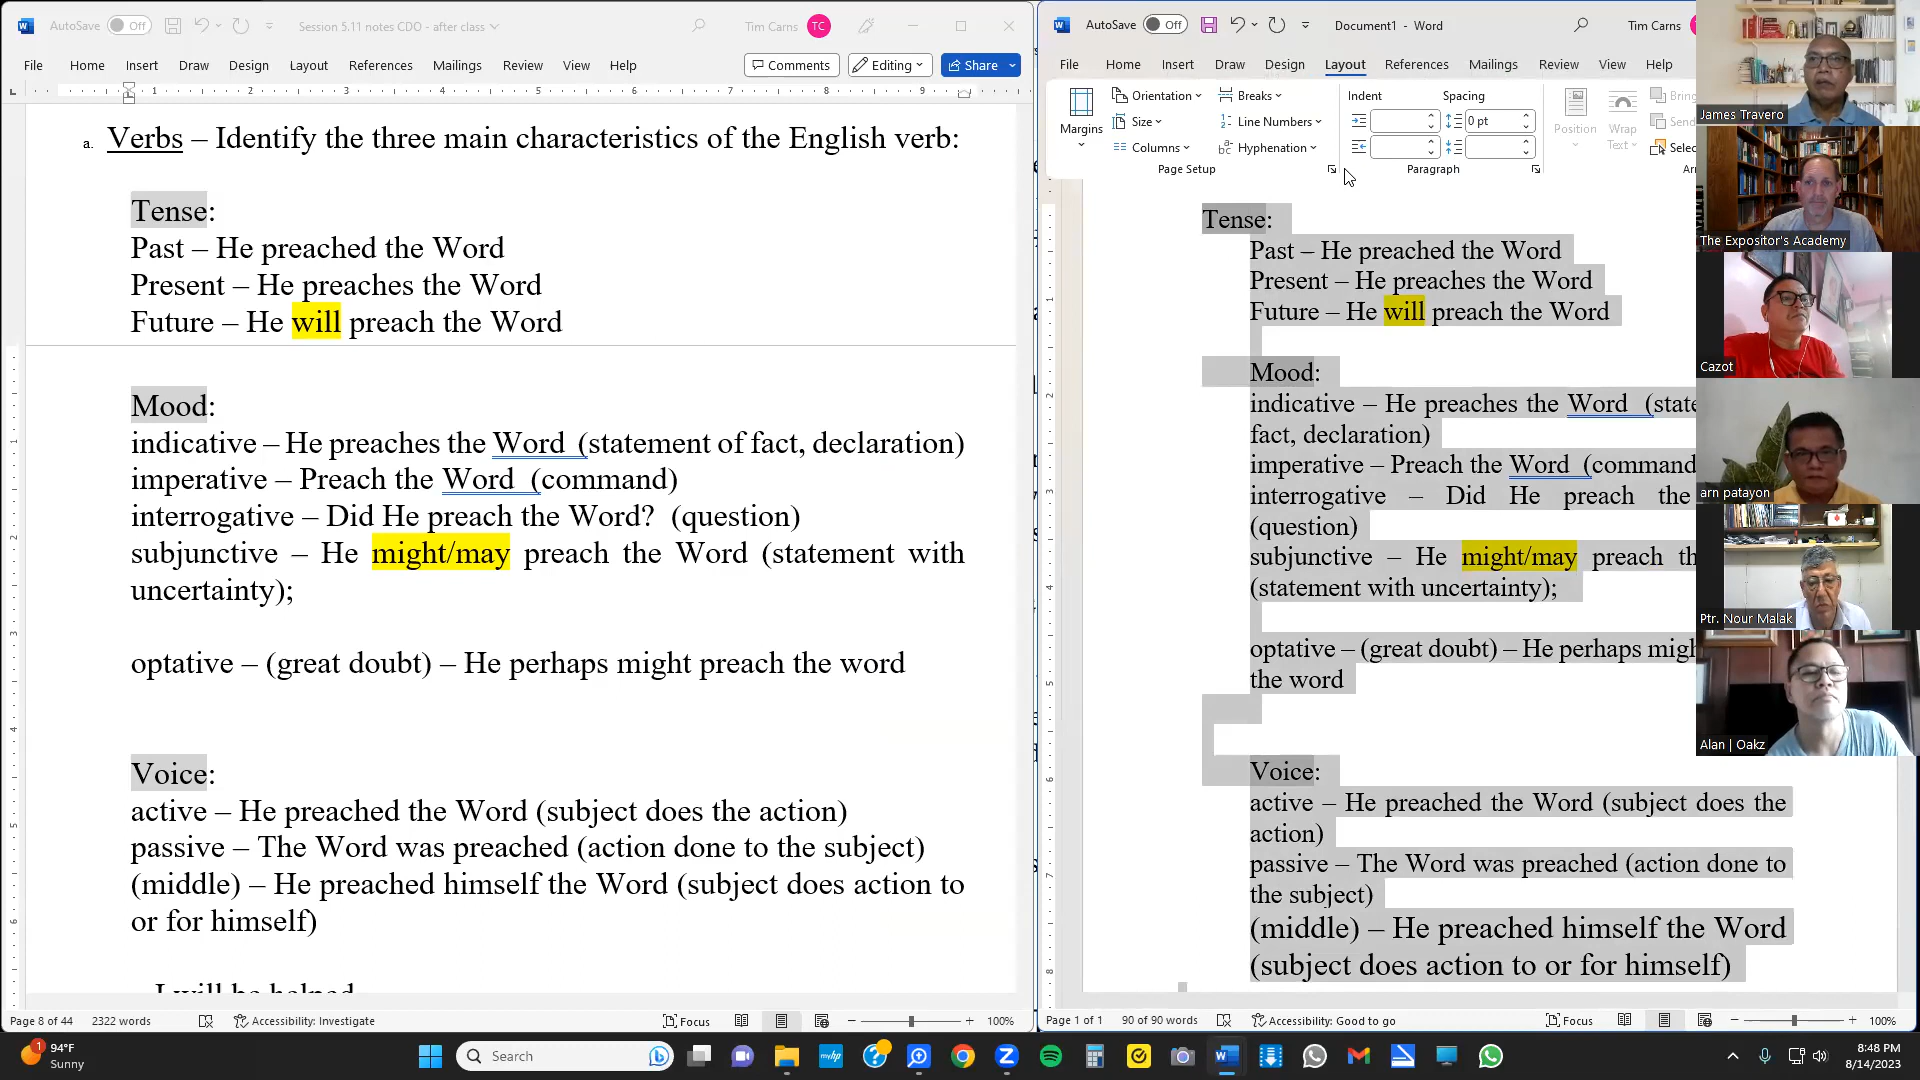 AutoSave Off
Session 5.11 notes CDO - after class
Tim Carns
TC
File Home Insert Draw Design Layout References Mailings Review View Help
Comments Editing Share
1 2 3 4 5 6 7 8 9
a. Verbs – Identify the three main characteristics of the English verb:
Tense:
Past – He preached the Word
Present – He preaches the Word
Future – He will preach the Word
Mood:
indicative – He preaches the Word (statement of fact, declaration)
imperative – Preach the Word (command)
interrogative – Did He preach the Word? (question)
subjunctive – He might/may preach the Word (statement with
uncertainty);
optative – (great doubt) – He perhaps might preach the word
Voice:
active – He preached the Word (subject does the action)
passive – The Word was preached (action done to the subject)
(middle) – He preached himself the Word (subject does action to
or for himself)
I will be helped
Page 8 of 44 2322 words Accessibility: Investigate Focus 100%
AutoSave Off
Document1 - Word
Tim Carns
File Home Insert Draw Design Layout References Mailings Review View Help
Margins
Orientation
Size
Columns
Breaks
Line Numbers
Hyphenation
Page Setup
Indent
Spacing
0 pt
Paragraph
Position
Wrap
Text
Tense:
Past – He preached the Word
Present – He preaches the Word
Future – He will preach the Word
Mood:
indicative – He preaches the Word (
fact, declaration)
imperative – Preach the Word (command
interrogative – Did He preach the
(question)
subjunctive – He might/may preach
(statement with uncertainty);
optative – (great doubt) – He perhaps
the word
Voice:
active – He preached the Word (subject does the
action)
passive – The Word was preached (action done to
the subject)
(middle) – He preached himself the Word
(subject does action to or for himself)
Page 1 of 1 90 of 90 words Accessibility: Good to go Focus 100%
James Travero
The Expositor's Academy
Cazot
arn patayon
Ptr. Nour Malak
Alan | Oakz
1
94°F
Sunny
Search
8:48 PM
8/14/2023